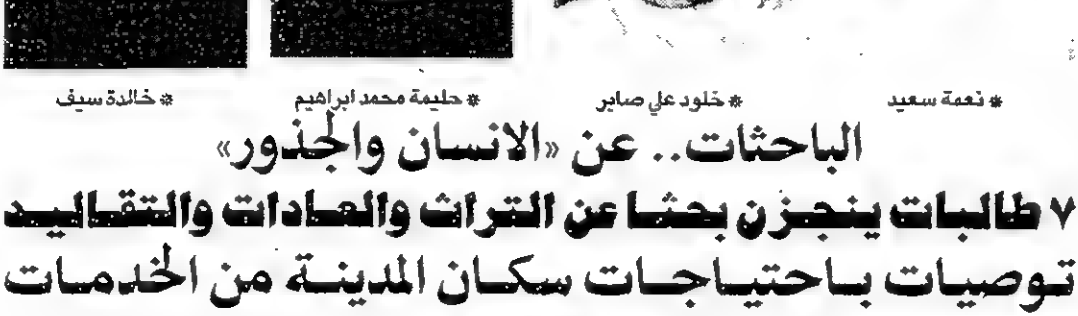 * نعمة سعيد * خلود علي صابر * حليمة محمد ابراهيم * خالدة سيف
الباحثات.. عن «الانسان والجذور»
٧ طالبات ينجزن بحثا عن التراث والعادات والتقاليد
توصيات باحتياجات سكان المدينة من الخدمات